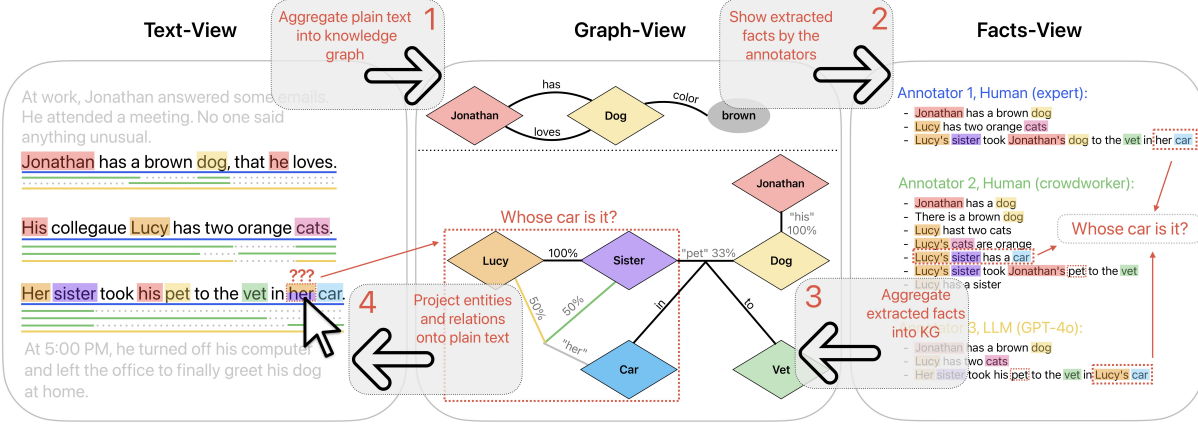 Text-View
Graph-View
Facts-View
Aggregate plain text
into knowledge
graph
1
Show extracted
facts by the
annotators
2
At work, Jonathan answered some emails.
He attended a meeting. No one said
anything unusual.
Jonathan has a brown dog, that he loves.
His collegaue Lucy has two orange cats.
???
Her sister took his pet to the vet in her car.
At 5:00 PM, he turned off his computer
and left the office to finally greet his dog
at home.
4
Project entities
and relations
onto plain text
Jonathan
has
loves
Dog
color
brown
Whose car is it?
Jonathan
"his"
100%
Lucy
100%
Sister
"pet" 33%
Dog
50%
50%
"her"
in
to
Car
Vet
3
Aggregate
extracted facts
into KG
Annotator 1, Human (expert):
- Jonathan has a brown dog
- Lucy has two orange cats
- Lucy's sister took Jonathan's dog to the vet in her car
Annotator 2, Human (crowdworker):
- Jonathan has a dog
- There is a brown dog
- Lucy hast two cats
- Lucy's cats are orange
- Lucy's sister has a car
- Lucy's sister took Jonathan's pet to the vet
- Lucy has a sister
Whose car is it?
Annotator 3, LLM (GPT-4o):
- Jonathan has a brown dog
- Lucy has two cats
- Her sister took his pet to the vet in Lucy's car